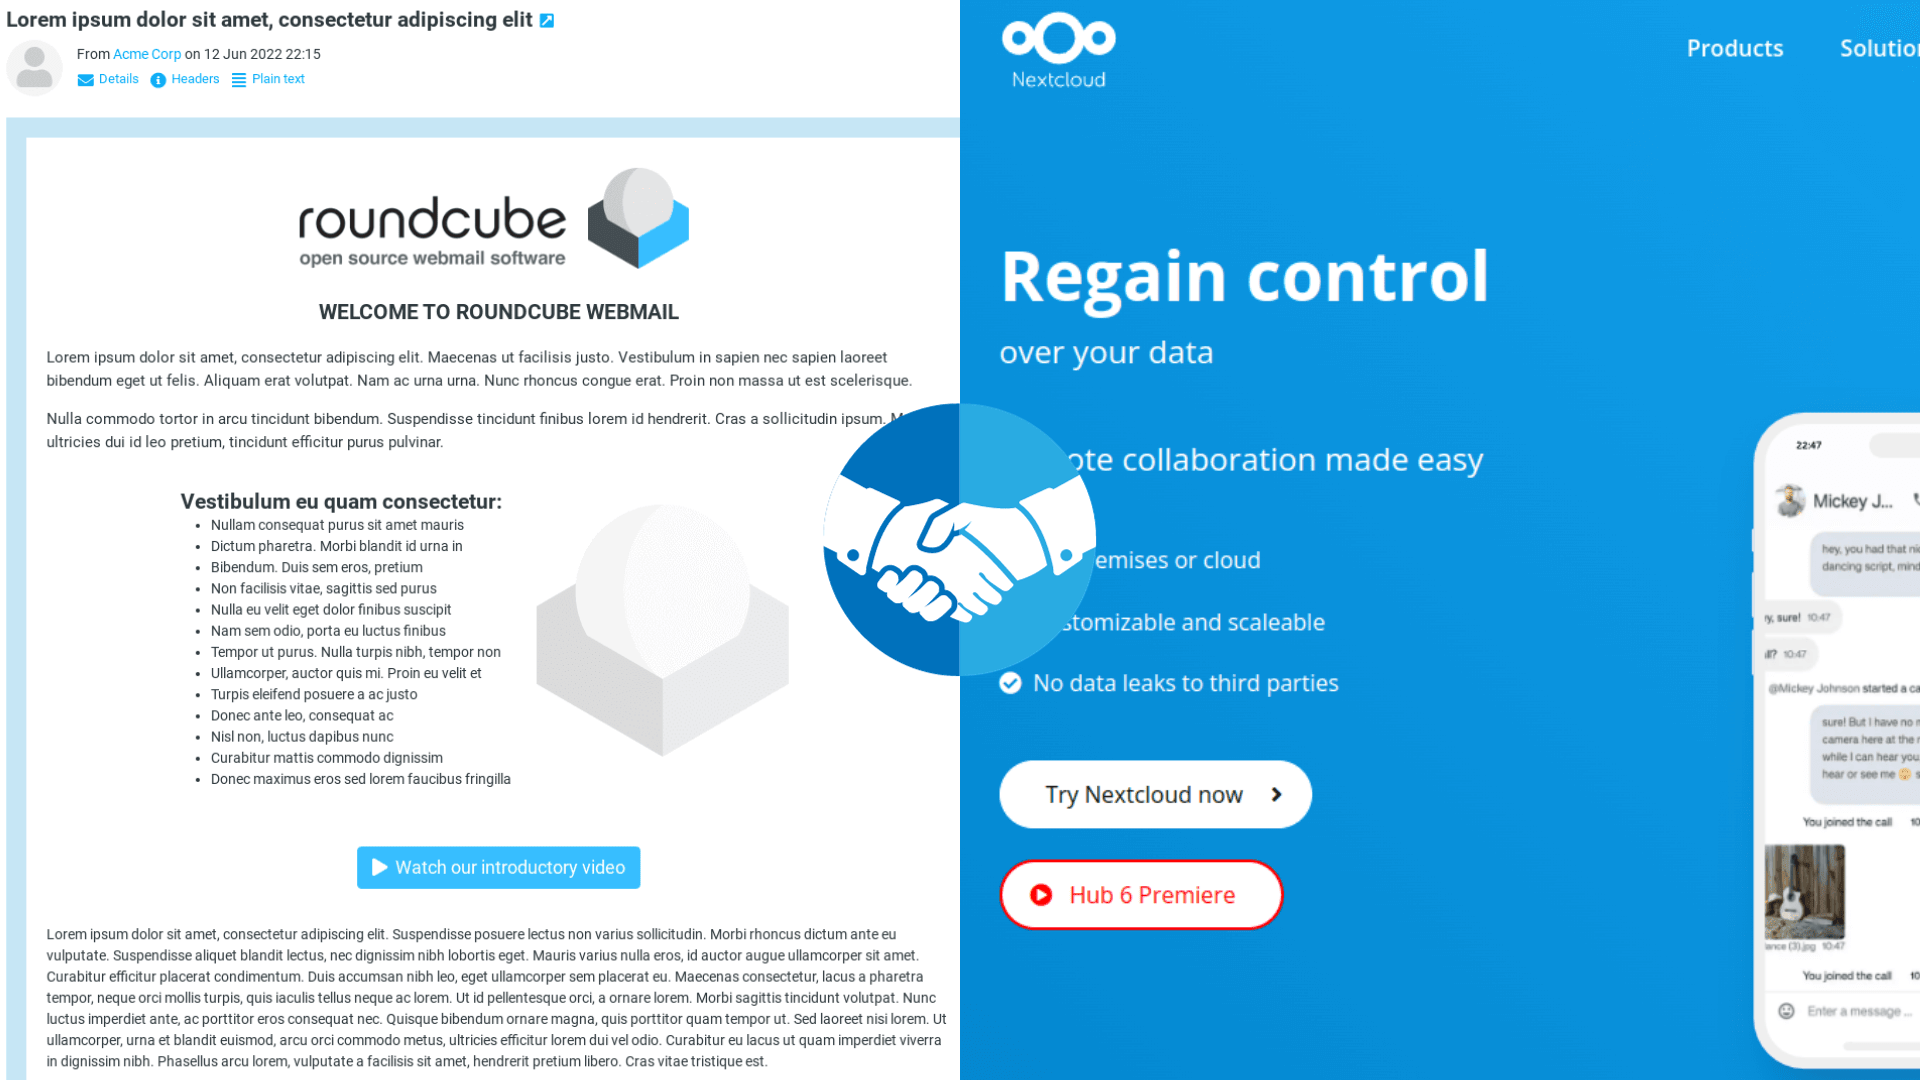 Lorem ipsum dolor sit amet, consectetur adipiscing elit
From Acme Corp on 12 Jun 2022 22:15
Details Headers Plain text
roundcube
open source webmail software
WELCOME TO ROUNDCUBE WEBMAIL
Lorem ipsum dolor sit amet, consectetur adipiscing elit. Maecenas ut facilisis justo. Vestibulum in sapien nec sapien laoreet
bibendum eget ut felis. Aliquam erat volutpat. Nam ac urna urna. Nunc rhoncus congue erat. Proin non massa ut est scelerisque.
Nulla commodo tortor in arcu tincidunt bibendum. Suspendisse tincidunt finibus lorem id hendrerit. Cras a sollicitudin ipsum.
ultricies dui id leo pretium, tincidunt efficitur purus pulvinar.
Vestibulum eu quam consectetur:
Nullam consequat purus sit amet mauris
Dictum pharetra. Morbi blandit id urna in
Bibendum. Duis sem eros, pretium
Non facilisis vitae, sagittis sed purus
Nulla eu velit eget dolor finibus suscipit
Nam sem odio, porta eu luctus finibus
Tempor ut purus. Nulla turpis nibh, tempor non
Ullamcorper, auctor quis mi. Proin eu velit et
Turpis eleifend posuere a ac justo
Donec ante leo, consequat ac
Nisl non, luctus dapibus nunc
Curabitur mattis commodo dignissim
Donec maximus eros sed lorem faucibus fringilla
Watch our introductory video
Lorem ipsum dolor sit amet, consectetur adipiscing elit. Suspendisse posuere lectus non varius sollicitudin. Morbi rhoncus dictum ante eu
vulputate. Suspendisse aliquet blandit lectus, nec dignissim nibh lobortis eget. Mauris varius nulla eros, id auctor augue ullamcorper sit amet.
Curabitur efficitur placerat condimentum. Duis accumsan nibh leo, eget ullamcorper sem placerat eu. Maecenas consectetur, lacus a pharetra
tempor, neque orci mollis turpis, quis iaculis tellus neque ac lorem. Ut id pellentesque orci, a ornare lorem. Morbi sagittis tincidunt volutpat. Nunc
luctus imperdiet ante, ac porttitor eros consequat nec. Quisque bibendum ornare magna, quis porttitor quam tempor ut. Sed laoreet nisi lorem. Ut
ullamcorper, urna et blandit euismod, arcu orci commodo metus, ultricies efficitur lorem dui vel odio. Curabitur eu lacus ut quam imperdiet viverra
in dignissim nibh. Phasellus arcu lorem, vulputate a facilisis sit amet, hendrerit pretium libero. Cras vitae tristique est.
Nextcloud
Products Solutio
Regain control
over your data
ote collaboration made easy
emises or cloud
stomizable and scaleable
No data leaks to third parties
Try Nextcloud now
Hub 6 Premiere
22:47
Mickey J...
hey, you had that
dancing script, mind
y, sure! 10:47
ll? 10:47
@Mickey Johnson started a ca
sure! But I have no
camera here at the
while I can hear you
hear or see me
You joined the call 10
ance (3).jpg 10:47
You joined the call 10
Enter a message ...